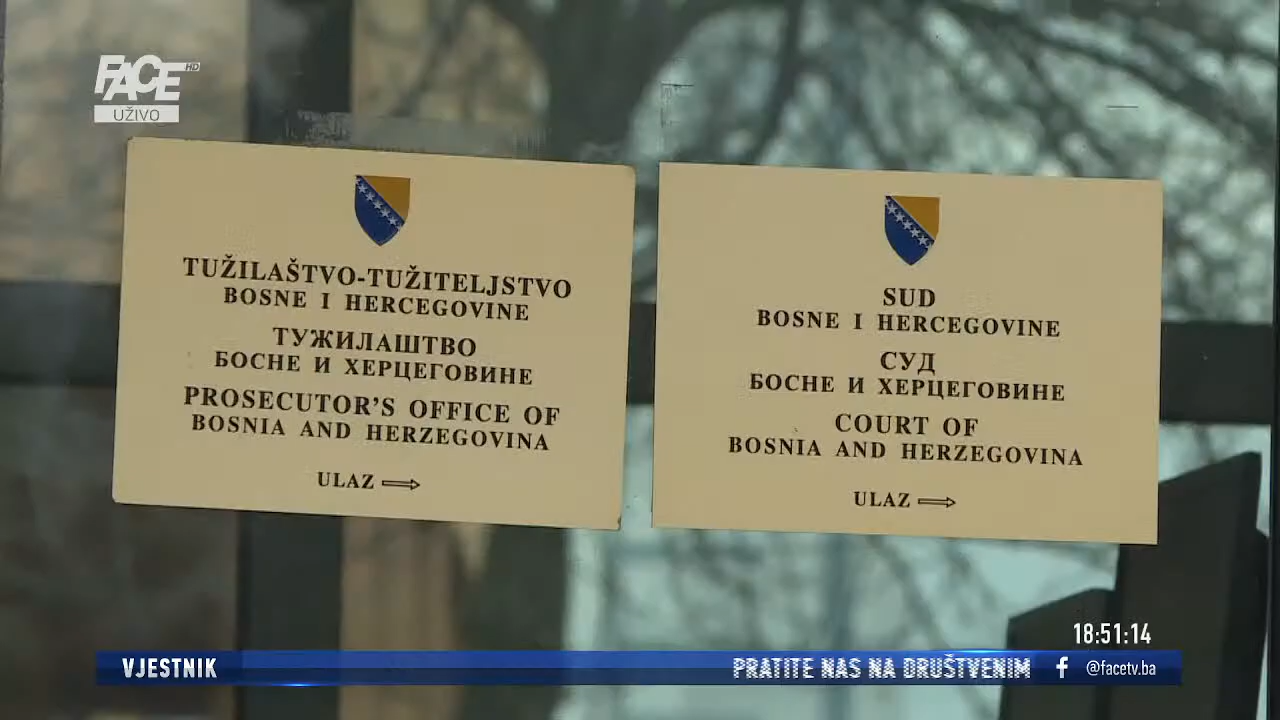 FACE HD
UŽIVO
TUŽILAŠTVO-TUŽITELJSTVO
BOSNE I HERCEGOVINE
ТУЖИЛАШТВО
БОСНЕ И ХЕРЦЕГОВИНЕ
PROSECUTOR'S OFFICE OF
BOSNIA AND HERZEGOVINA
ULAZ
SUD
BOSNE I HERCEGOVINE
СУД
БОСНЕ И ХЕРЦЕГОВИНЕ
COURT OF
BOSNIA AND HERZEGOVINA
ULAZ
18:51:14
VJESTNIK
PRATITE NAS NA DRUŠTVENIM
@facetv.ba